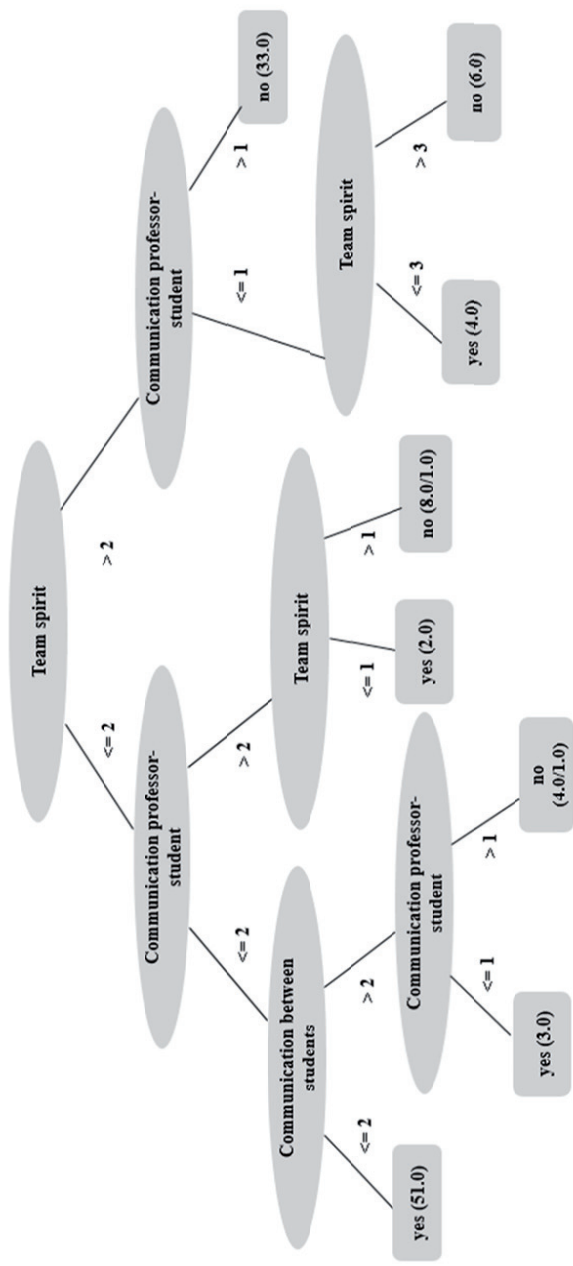 Team spirit
<= 2
> 2
Communication professor-
student
Communication professor-
student
<= 2
> 2
<= 1
> 1
Communication between
students
Team spirit
Team spirit
no (33.0)
<= 2
> 2
<= 1
> 1
<= 3
> 3
yes (51.0)
Communication professor-
student
yes (2.0)
no (8.0/1.0)
yes (4.0)
no (6.0)
<= 1
> 1
yes (3.0)
no
(4.0/1.0)